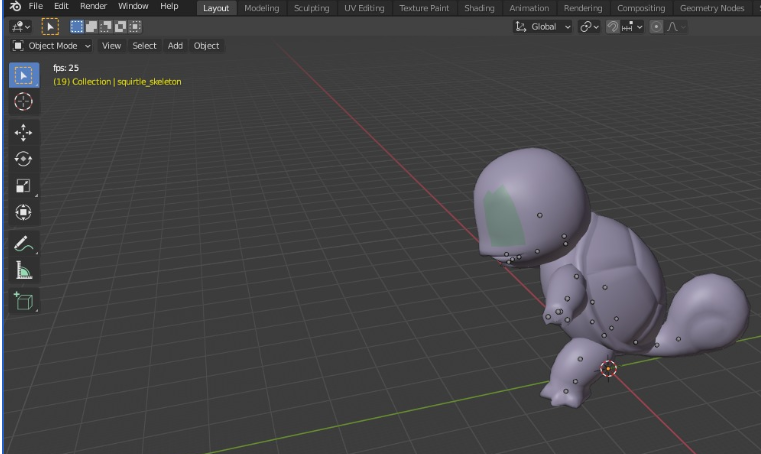 File Edit Render Window Help Layout Modeling Sculpting UV Editing Texture Paint Shading Animation Rendering Compositing Geometry Nodes
Global
Object Mode View Select Add Object
fps: 25
(19) Collection | squirtle_skeleton